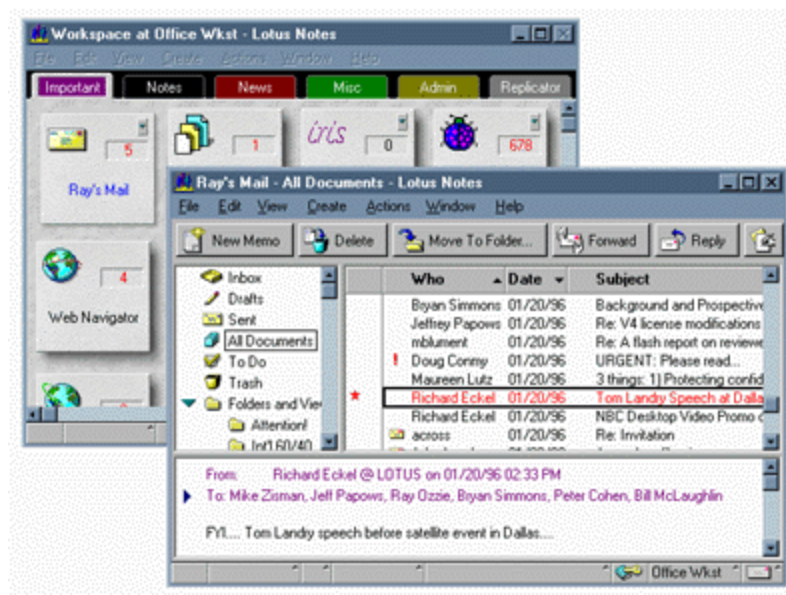 Workspace at Office Wkst - Lotus Notes
File Edit View Create Actions Window Help
Important Notes News Misc Admin Replicator
5 1 iris 0 678
Ray's Mail
4
Web Navigator
Ray's Mail - All Documents - Lotus Notes
File Edit View Create Actions Window Help
New Memo Delete Move To Folder... Forward Reply
Inbox
Drafts
Sent
All Documents
To Do
Trash
Folders and Vie
Attention!
Int'l 60/40
Who Date Subject
Bryan Simmons 01/20/96 Background and Prospective
Jeffrey Papows 01/20/96 Re: V4 license modifications
mblument 01/20/96 Re: A flash report on reviewe
! Doug Conmy 01/20/96 URGENT: Please read...
Maureen Lutz 01/20/96 3 things: 1) Protecting confid
Richard Eckel 01/20/96 Tom Landy Speech at Dalla
Richard Eckel 01/20/96 NBC Desktop Video Promo
across 01/20/96 Re: Invitation
From: Richard Eckel @ LOTUS on 01/20/96 02:33 PM
To: Mike Zisman, Jeff Papows, Ray Ozzie, Bryan Simmons, Peter Cohen, Bill McLaughlin
FYI.... Tom Landy speech before satellite event in Dallas....
Office Wkst